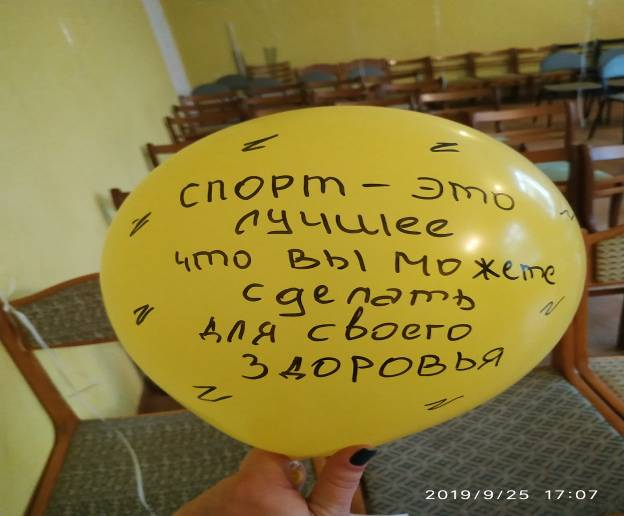 СПОРТ – ЭТО
ЛУЧШЕЕ
что ВЫ МОжете
сделать
для своего
ЗДОРОВЬЯ
2019/9/25 17:07